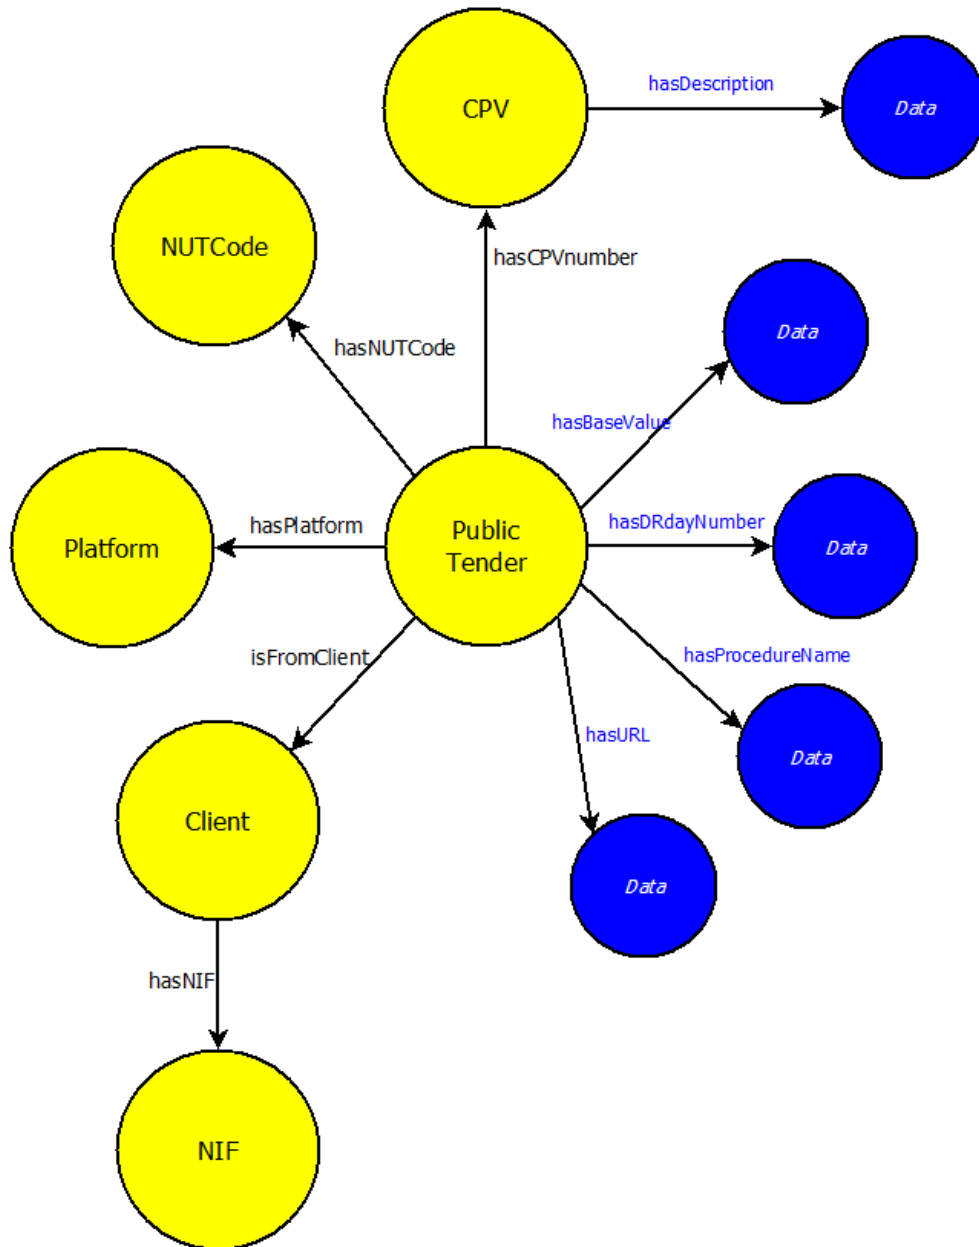 CPV
hasDescription
Data
NUTCode
hasCPVnumber
Data
hasNUTCode
hasBaseValue
Platform
hasPlatform
Public
Tender
hasDRdayNumber
Data
isFromClient
hasProcedureName
hasURL
Data
Client
Data
hasNIF
NIF